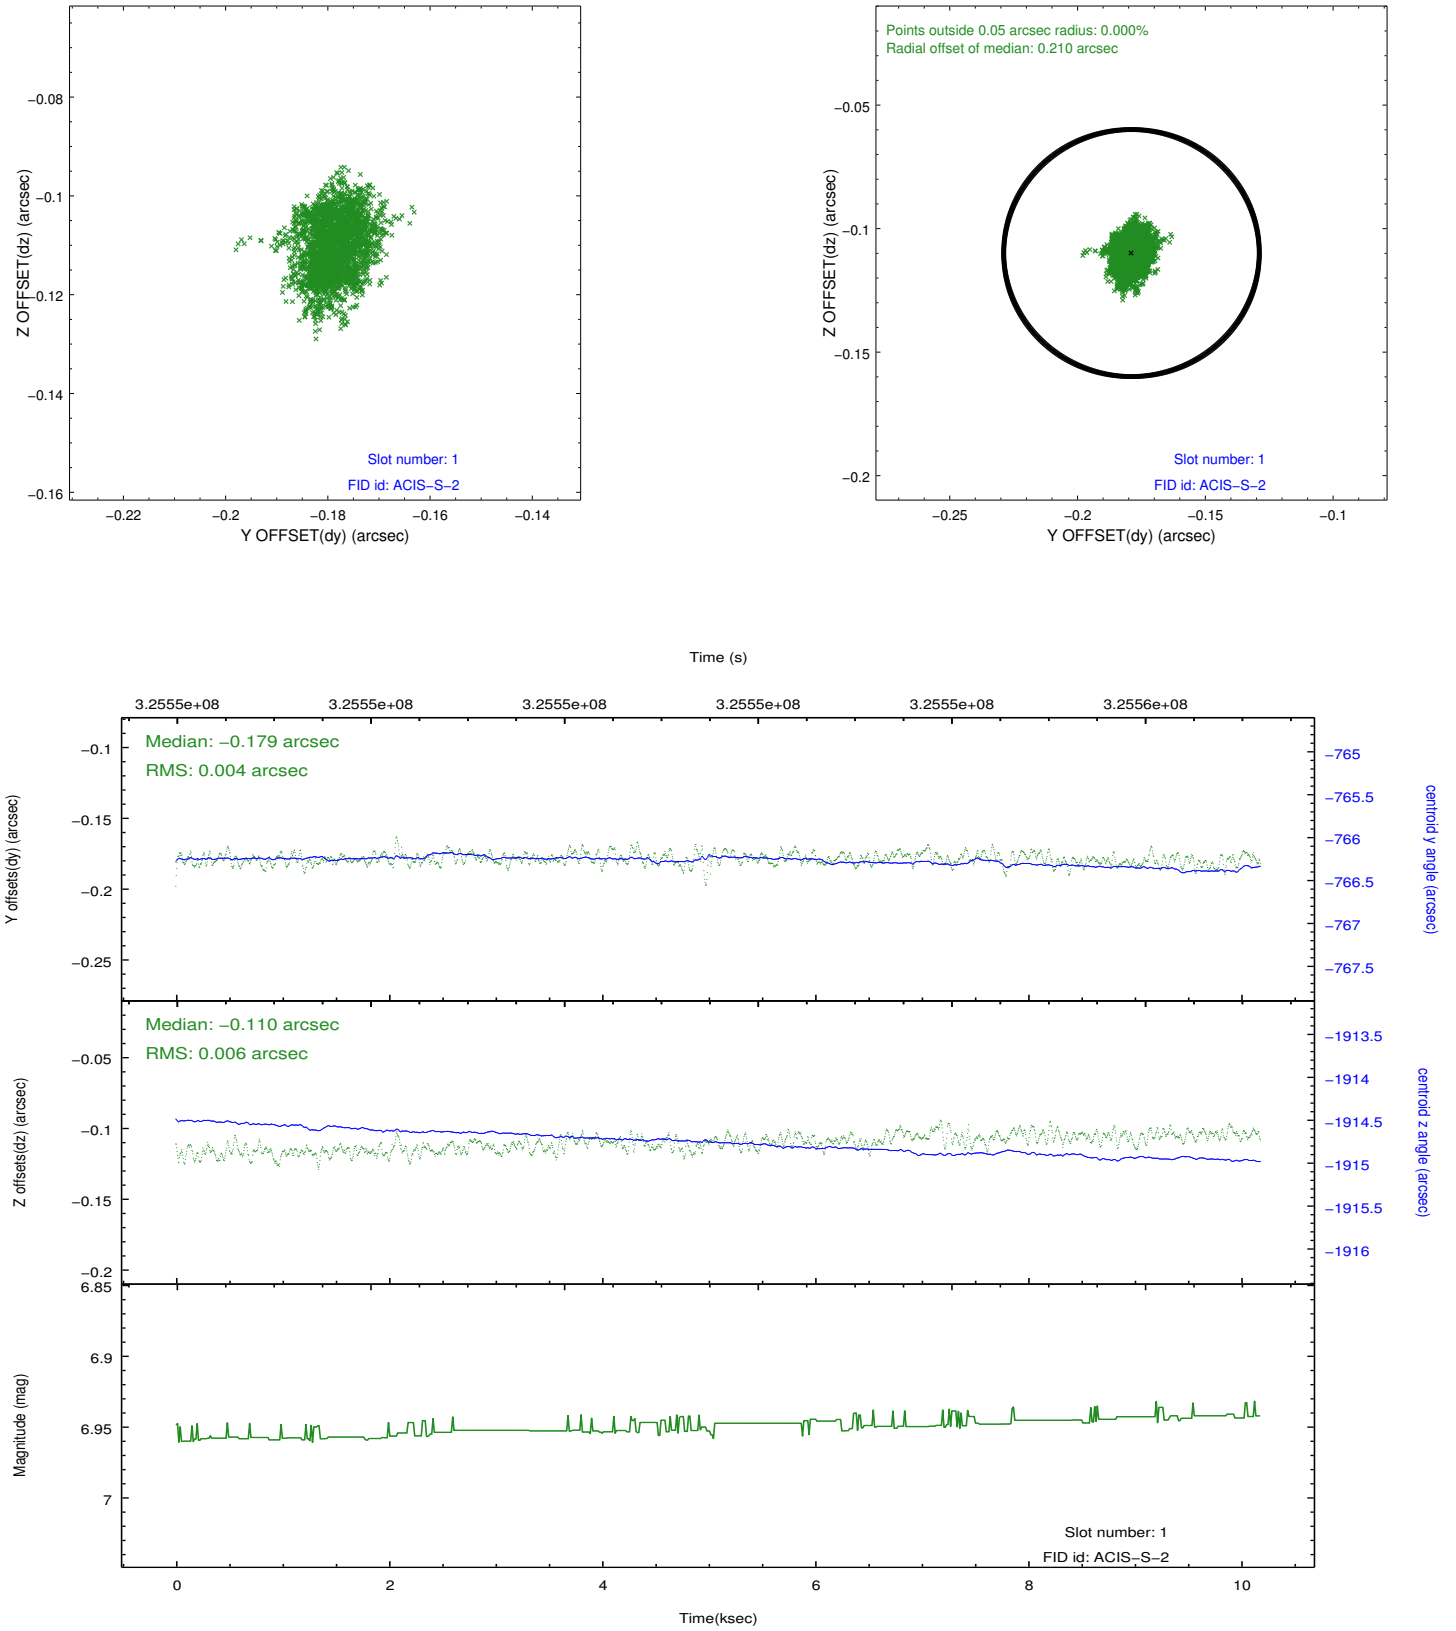 −0.08
−0.1
−0.12
−0.14
−0.16
Z OFFSET(dz) (arcsec)
Slot number: 1
FID id: ACIS−S−2
−0.22
−0.2
−0.18
−0.16
−0.14
Y OFFSET(dy) (arcsec)
Points outside 0.05 arcsec radius: 0.000%
Radial offset of median: 0.210 arcsec
−0.05
−0.1
−0.15
−0.2
Z OFFSET(dz) (arcsec)
Slot number: 1
FID id: ACIS−S−2
−0.25
−0.2
−0.15
−0.1
Y OFFSET(dy) (arcsec)
Time (s)
3.2555e+08
3.2555e+08
3.2555e+08
3.2555e+08
3.2555e+08
3.2556e+08
Median: −0.179 arcsec
RMS: 0.004 arcsec
−0.1
−0.15
−0.2
−0.25
Y offsets(dy) (arcsec)
−765
−765.5
−766
−766.5
−767
−767.5
centroid y angle (arcsec)
Median: −0.110 arcsec
RMS: 0.006 arcsec
−0.05
−0.1
−0.15
−0.2
Z offsets(dz) (arcsec)
−1913.5
−1914
−1914.5
−1915
−1915.5
−1916
centroid z angle (arcsec)
6.85
6.9
6.95
7
Magnitude (mag)
Slot number: 1
FID id: ACIS−S−2
0
2
4
6
8
10
Time(ksec)